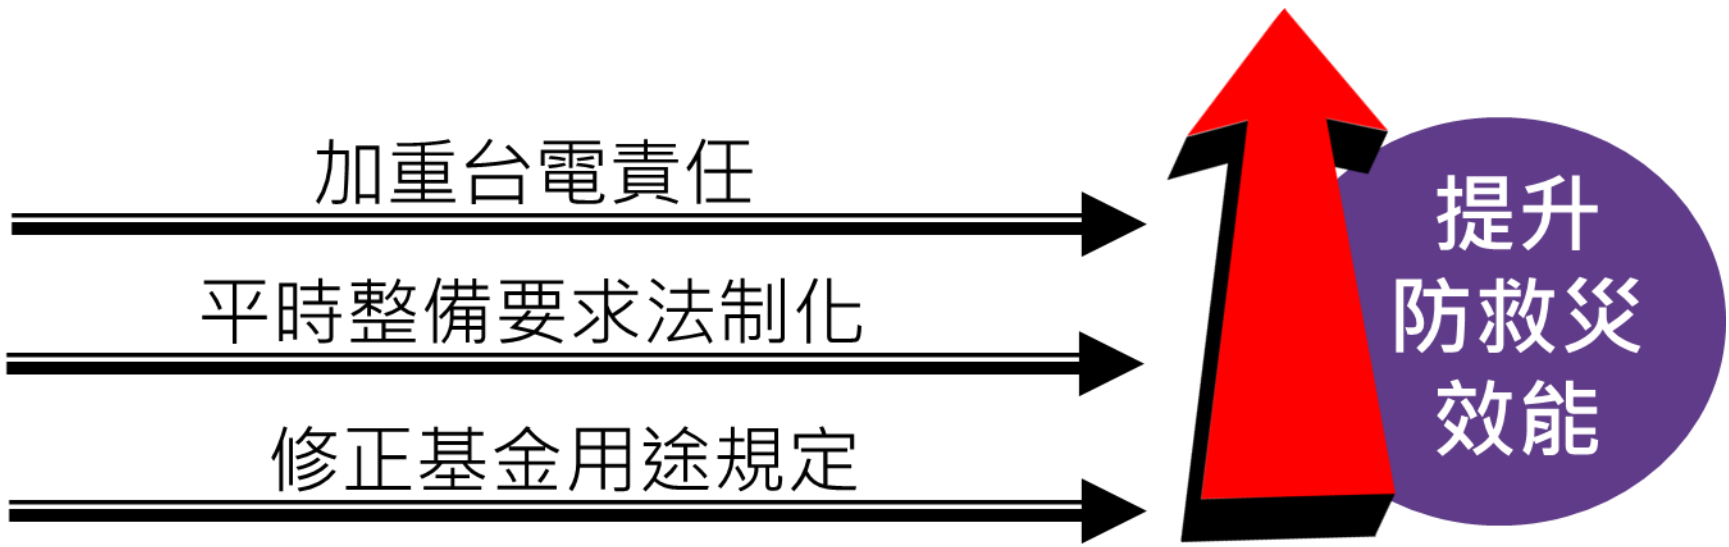 加重台電責任
平時整備要求法制化
修正基金用途規定
提升
防救災
效能